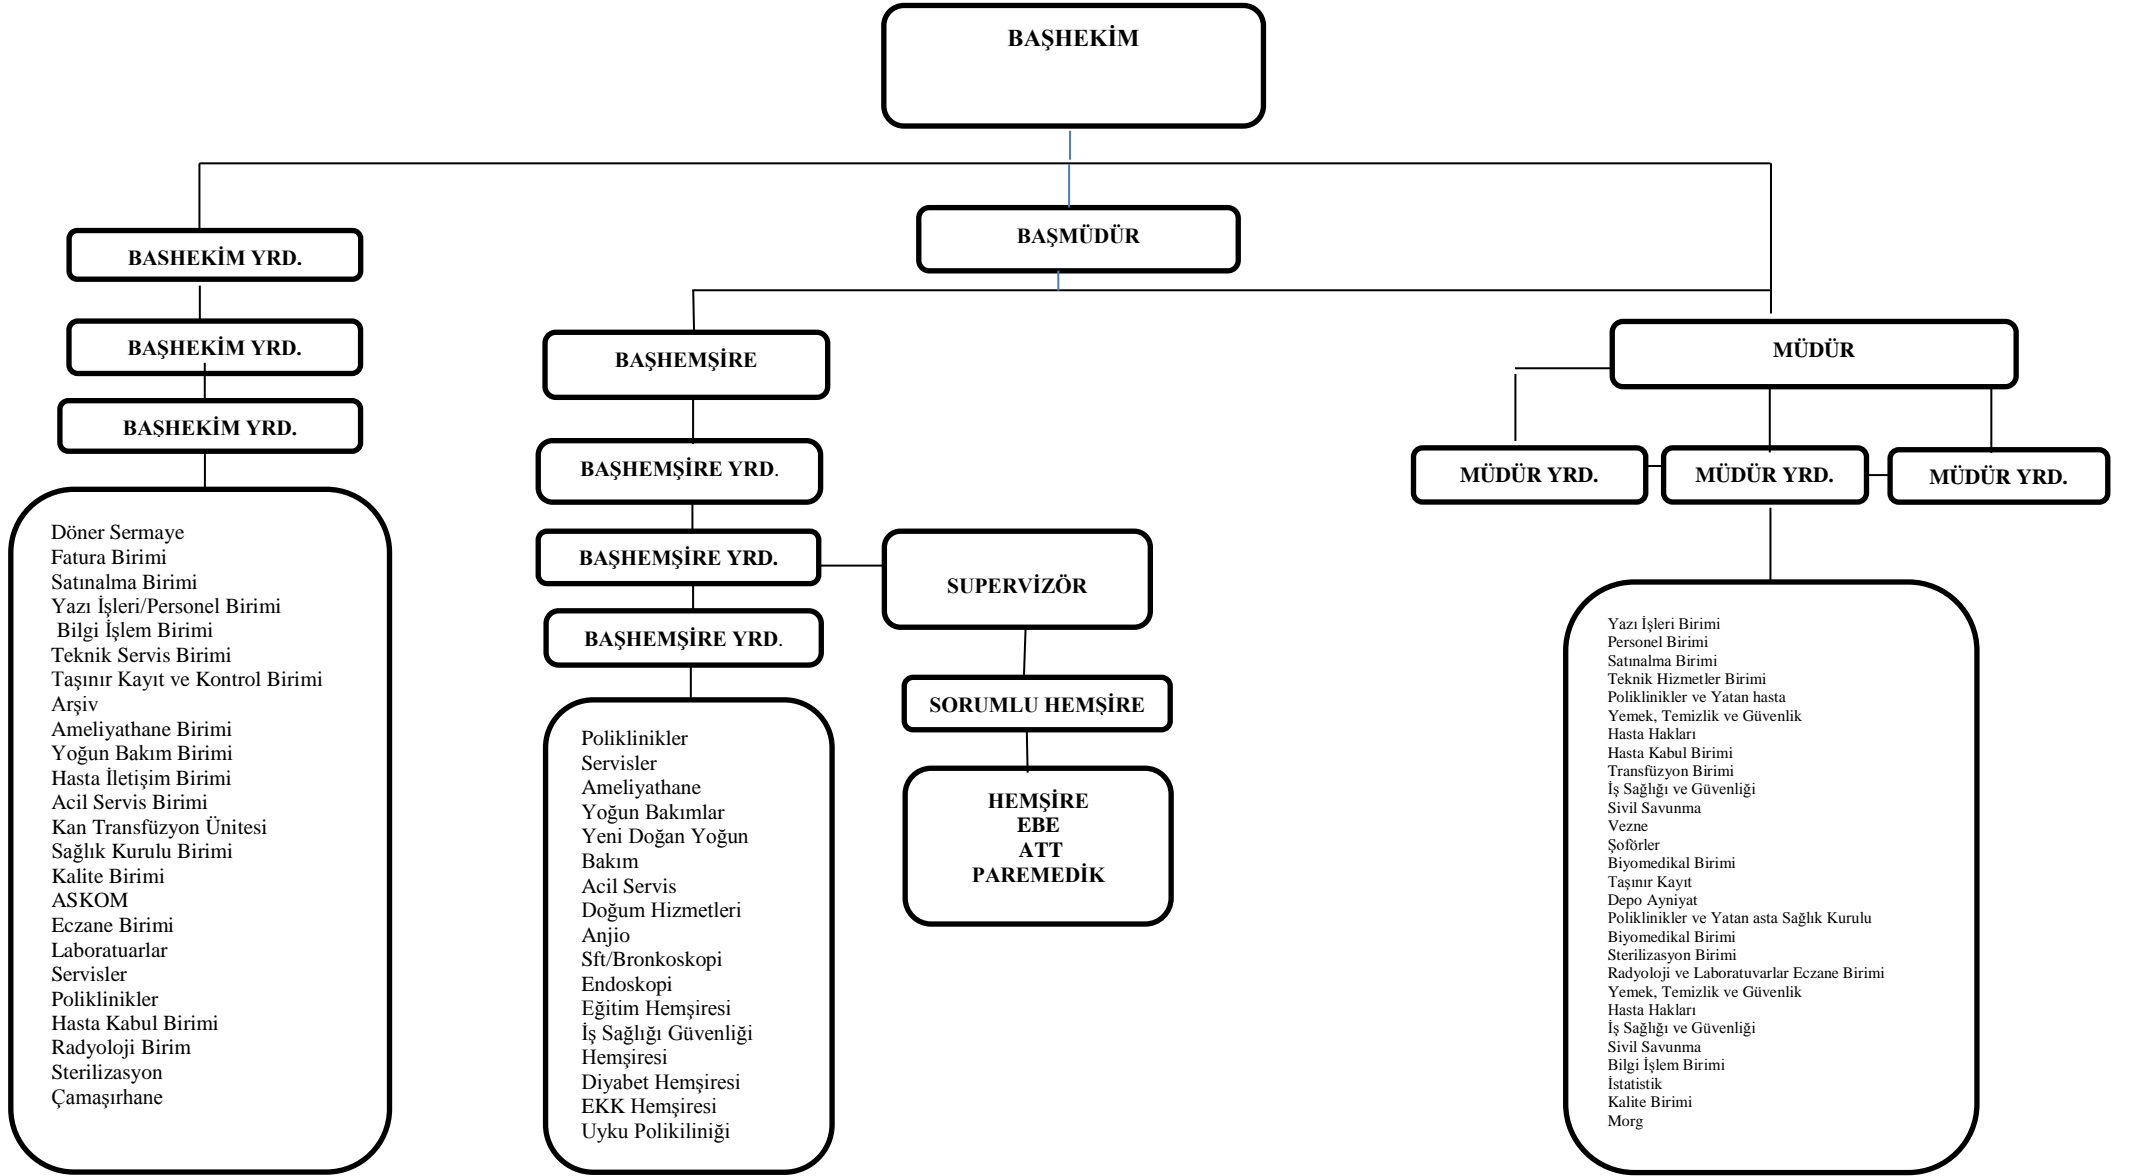 BAŞHEKİM
BAŞMÜDÜR
BASHEKİM YRD.
BAŞHEKİM YRD.
BAŞHEKİM YRD.
Döner Sermaye
Fatura Birimi
Satınalma Birimi
Yazı İşleri/Personel Birimi
Bilgi İşlem Birimi
Teknik Servis Birimi
Taşınır Kayıt ve Kontrol Birimi
Arşiv
Ameliyathane Birimi
Yoğun Bakım Birimi
Hasta İletişim Birimi
Acil Servis Birimi
Kan Transfüzyon Ünitesi
Sağlık Kurulu Birimi
Kalite Birimi
ASKOM
Eczane Birimi
Laboratuarlar
Servisler
Poliklinikler
Hasta Kabul Birimi
Radyoloji Birim
Sterilizasyon
Çamaşırhane
BAŞHEMŞİRE
BAŞHEMŞİRE YRD.
BAŞHEMŞİRE YRD.
BAŞHEMŞİRE YRD.
Poliklinikler
Servisler
Ameliyathane
Yoğun Bakımlar
Yeni Doğan Yoğun
Bakım
Acil Servis
Doğum Hizmetleri
Anjio
Sft/Bronkoskopi
Endoskopi
Eğitim Hemşiresi
İş Sağlığı Güvenliği
Hemşiresi
Diyabet Hemşiresi
EKK Hemşiresi
Uyku Polikiliniği
SUPERVİZÖR
SORUMLU HEMŞİRE
HEMŞİRE
EBE
ATT
PAREMEDİK
MÜDÜR
MÜDÜR YRD.
MÜDÜR YRD.
MÜDÜR YRD.
Yazı İşleri Birimi
Personel Birimi
Satınalma Birimi
Teknik Hizmetler Birimi
Poliklinikler ve Yatan hasta
Yemek, Temizlik ve Güvenlik
Hasta Hakları
Hasta Kabul Birimi
Transfüzyon Birimi
İş Sağlığı ve Güvenliği
Sivil Savunma
Vezne
Şoförler
Biyomedikal Birimi
Taşınır Kayıt
Depo Ayniyat
Poliklinikler ve Yatan asta Sağlık Kurulu
Biyomedikal Birimi
Sterilizasyon Birimi
Radyoloji ve Laboratuvarlar Eczane Birimi
Yemek, Temizlik ve Güvenlik
Hasta Hakları
İş Sağlığı ve Güvenliği
Sivil Savunma
Bilgi İşlem Birimi
İstatistik
Kalite Birimi
Morg